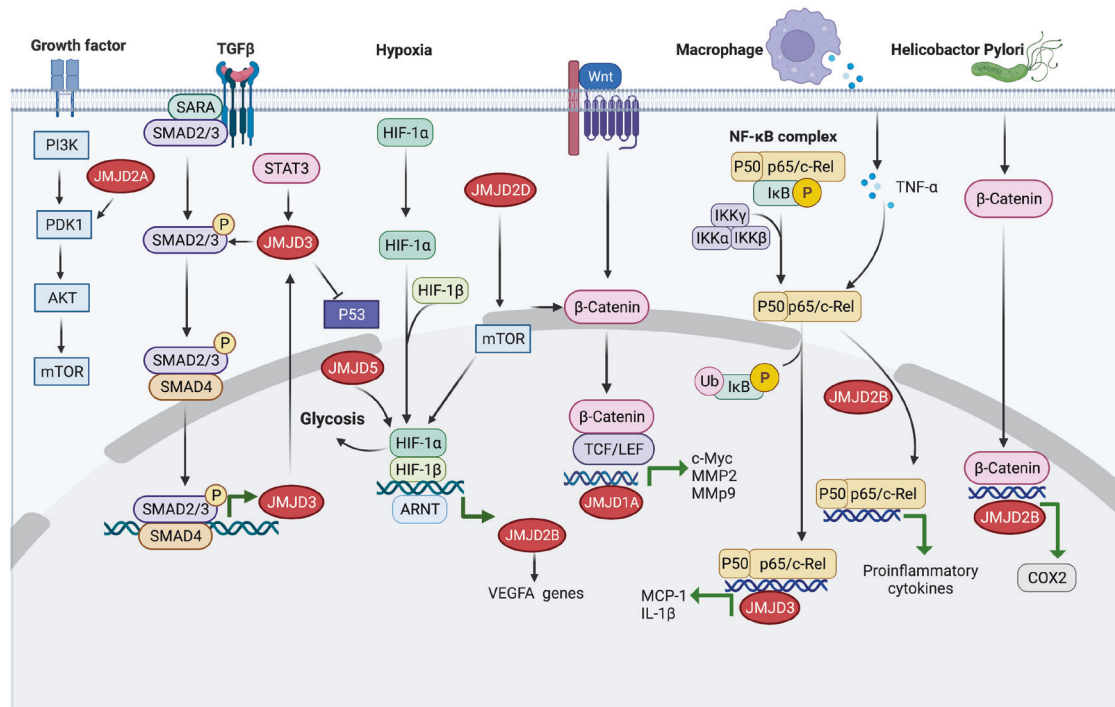 Growth factor
TGFβ
Hypoxia
Macrophage
Helicobacter Pylori
PI3K
JMJD2A
PDK1
AKT
mTOR
SARA
SMAD2/3
STAT3
SMAD2/3
P
JMJD3
P53
SMAD2/3
P
SMAD4
SMAD2/3
P
SMAD4
JMJD3
HIF-1α
HIF-1α
HIF-1β
JMJD5
Glycosis
HIF-1α
HIF-1β
ARNT
JMJD2B
VEGFA genes
JMJD2D
mTOR
Wnt
β-Catenin
β-Catenin
TCF/LEF
JMJD1A
c-Myc
MMP2
MMp9
NF-κB complex
P50 p65/c-Rel
IκB
P
IKKγ
IKKα IKKβ
TNF-α
P50 p65/c-Rel
Ub
IκB
P
JMJD2B
P50 p65/c-Rel
Proinflammatory
cytokines
P50 p65/c-Rel
JMJD3
MCP-1
IL-1β
β-Catenin
β-Catenin
JMJD2B
COX2